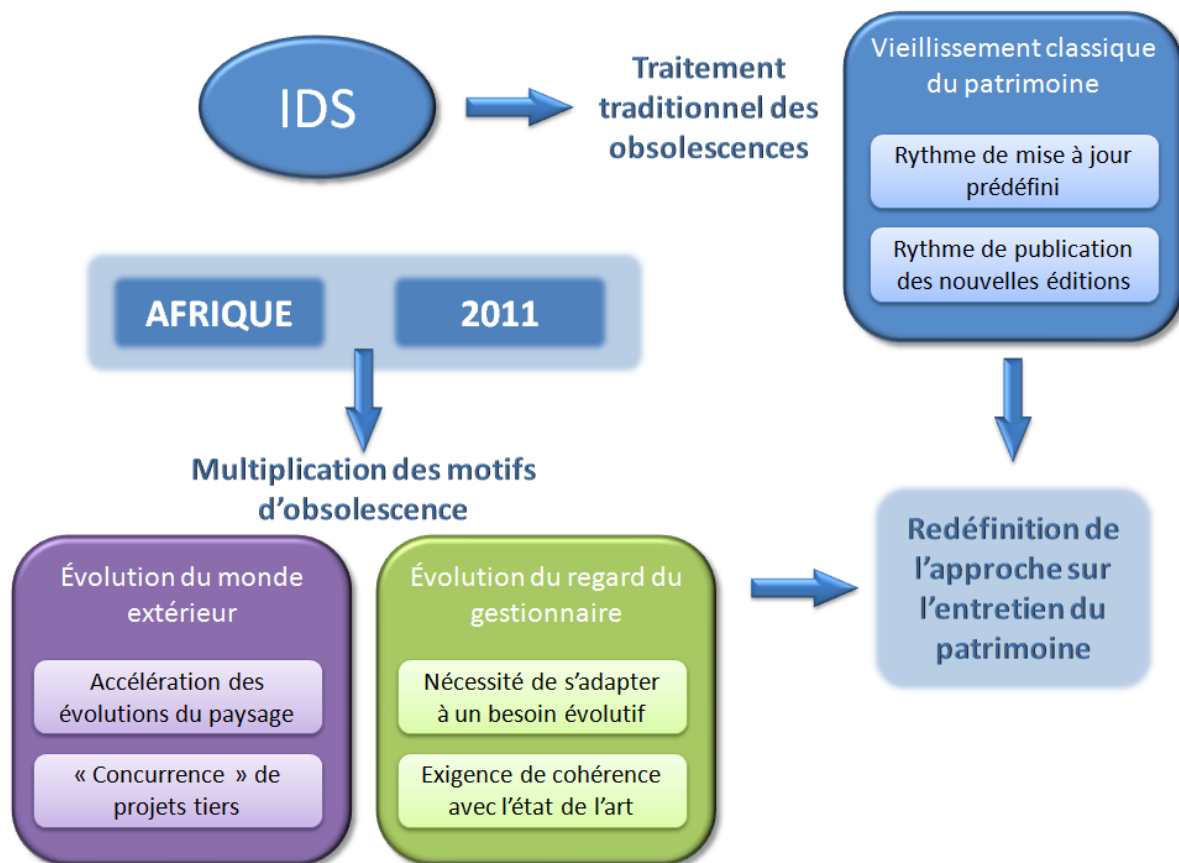 IDS
Traitement
traditionnel des
obsolescences
Vieillissement classique
du patrimoine
Rythme de mise à jour
prédéfini
Rythme de publication
des nouvelles éditions
AFRIQUE
2011
Multiplication des motifs
d’obsolescence
Évolution du monde
extérieur
Accélération des
évolutions du paysage
« Concurrence » de
projets tiers
Évolution du regard du
gestionnaire
Nécessité de s’adapter
à un besoin évolutif
Exigence de cohérence
avec l’état de l’art
Redéfinition de
l’approche sur
l’entretien du
patrimoine